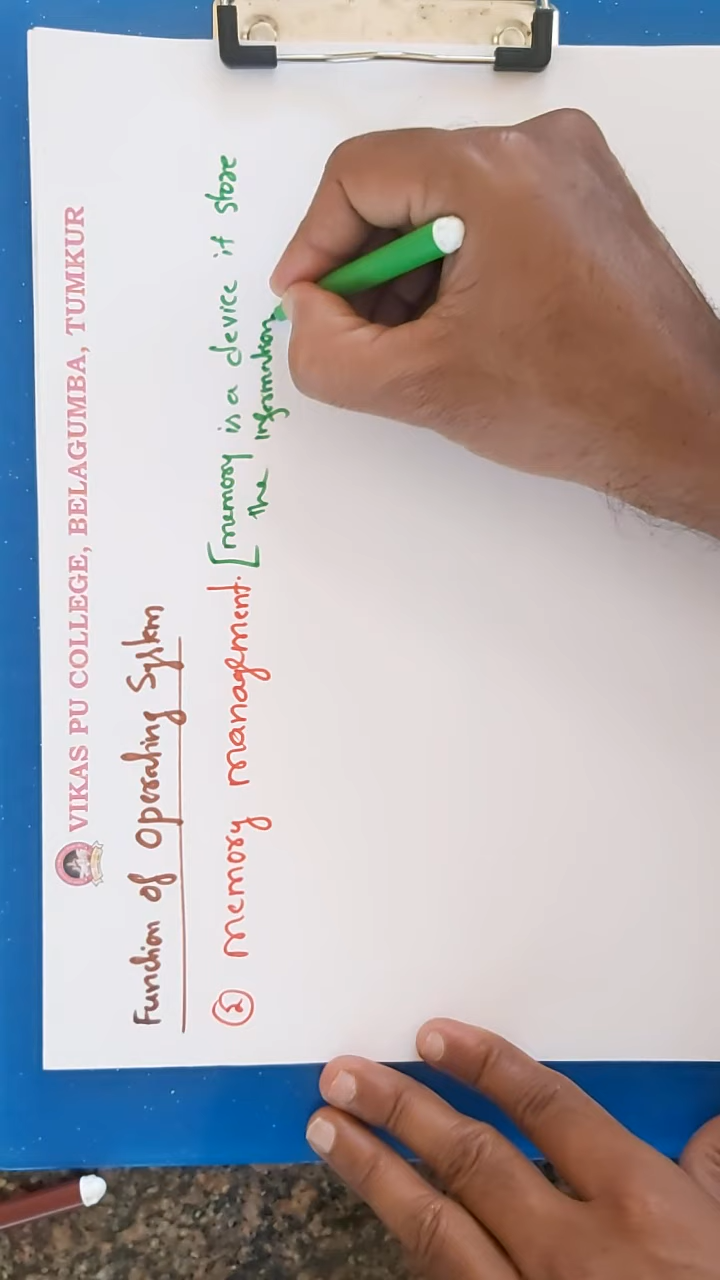 VIKAS PU COLLEGE, BELAGUMBA, TUMKUR
Function of Operating System
② memory management. [memory is a device it store
the information